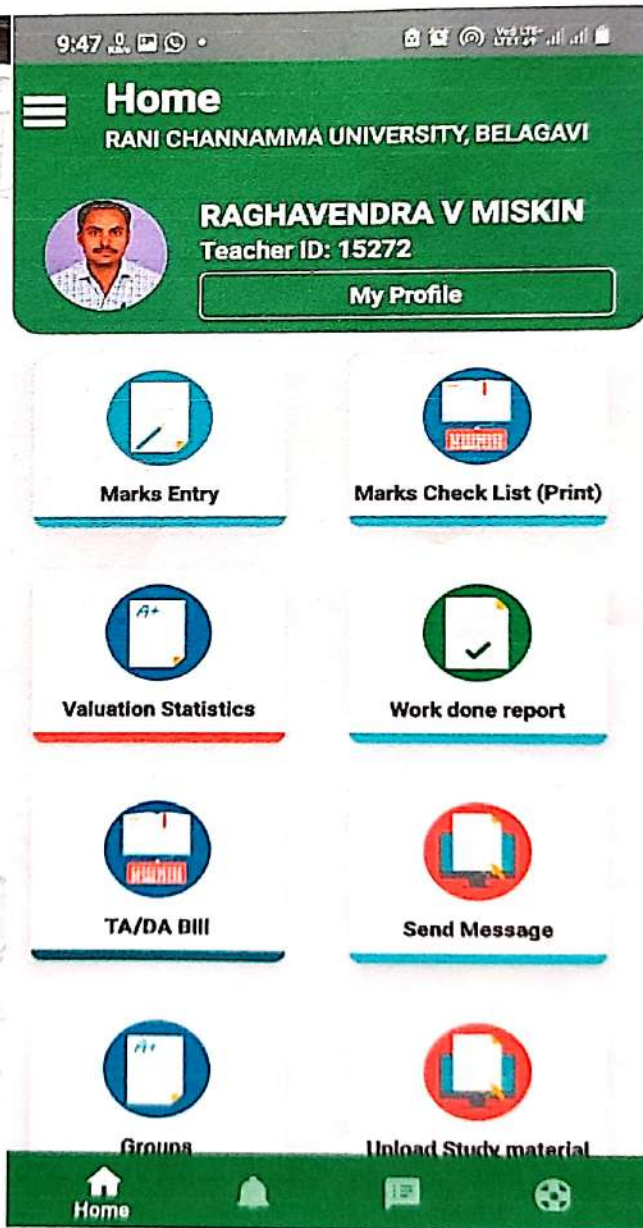 9:47
Home
RANI CHANNAMMA UNIVERSITY, BELAGAVI
RAGHAVENDRA V MISKIN
Teacher ID: 15272
My Profile
Marks Entry
Marks Check List (Print)
A+
Valuation Statistics
Work done report
TA/DA Bill
Send Message
A+
Groups
Upload Study material
Home